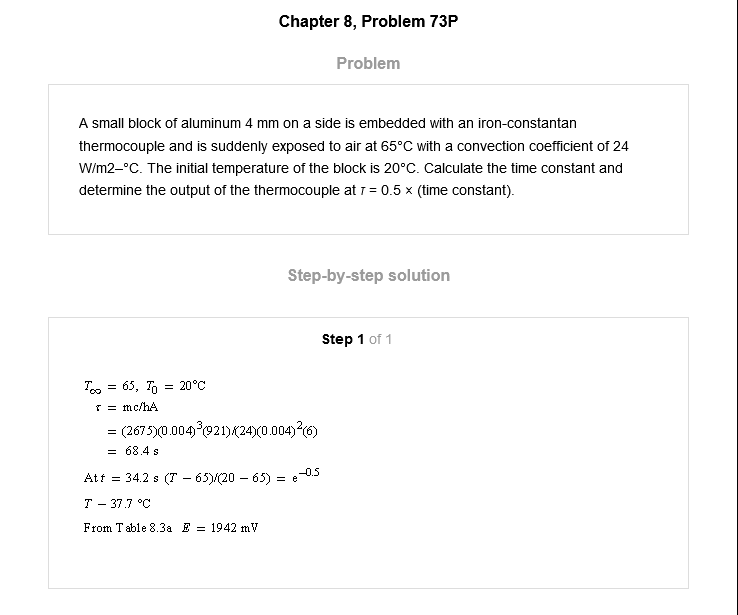 Chapter 8, Problem 73P
Problem
A small block of aluminum 4 mm on a side is embedded with an iron-constantan
thermocouple and is suddenly exposed to air at 65°C with a convection coefficient of 24
W/m2–°C. The initial temperature of the block is 20°C. Calculate the time constant and
determine the output of the thermocouple at τ = 0.5 × (time constant).
Step-by-step solution
Step 1 of 1
T∞ = 65, T₀ = 20°C
τ = mc/hA
= (2675)(0.004)³(921)/(24)(0.004)²(6)
= 68.4 s
At t = 34.2 s (T − 65)/(20 − 65) = e⁻⁰·⁵
T − 37.7 °C
From Table 8.3a E = 1942 mV